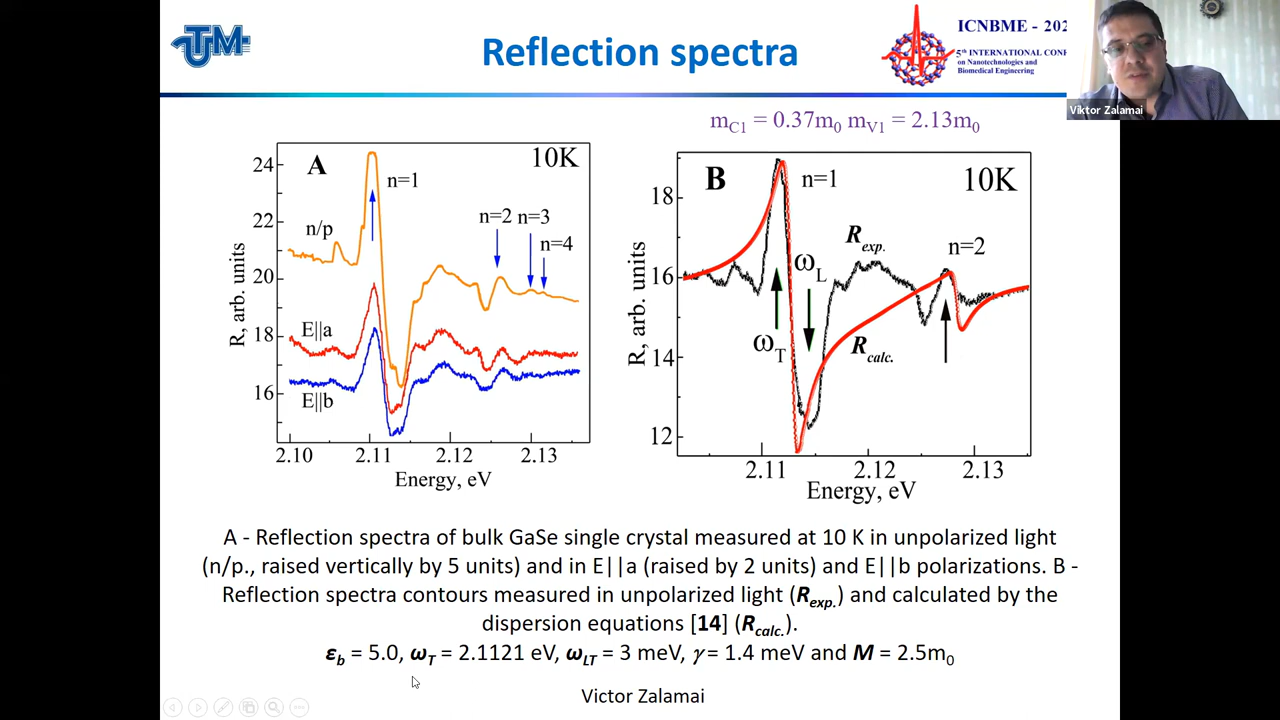 TM
Reflection spectra
ICNBME - 202
5th INTERNATIONAL CONF
on Nanotechnologies and
Biomedical Engineering
Viktor Zalamai
mC1 = 0.37m0 mV1 = 2.13m0
A
10K
n=1
n/p
n=2 n=3
n=4
E||a
E||b
24
22
20
18
16
R, arb. units
2.10 2.11 2.12 2.13
Energy, eV
B
10K
n=1
Rexp.
n=2
ωL
ωT
Rcalc.
18
16
14
12
R, arb. units
2.11 2.12 2.13
Energy, eV
A - Reflection spectra of bulk GaSe single crystal measured at 10 K in unpolarized light
(n/p., raised vertically by 5 units) and in E||a (raised by 2 units) and E||b polarizations. B -
Reflection spectra contours measured in unpolarized light (Rexp.) and calculated by the
dispersion equations [14] (Rcalc.).
εb = 5.0, ωT = 2.1121 eV, ωLT = 3 meV, γ = 1.4 meV and M = 2.5m0
Victor Zalamai